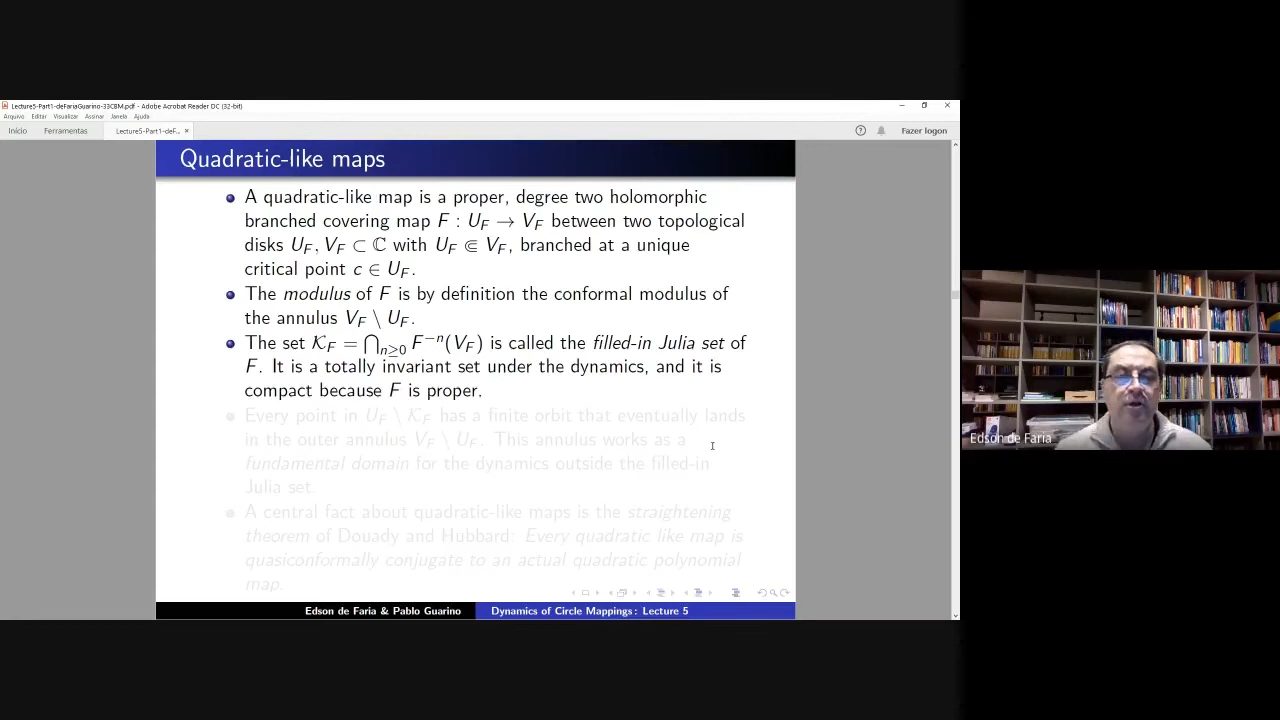 Lecture5-Part1-deFariaGuarino-33CBM.pdf - Adobe Acrobat Reader DC (32-bit)
Arquivo Editar Visualizar Assinar Janela Ajuda
Início Ferramentas Lecture5-Part1-deF... Fazer logon
Quadratic-like maps
A quadratic-like map is a proper, degree two holomorphic
branched covering map F : U_F → V_F between two topological
disks U_F, V_F ⊂ ℂ with U_F ⋐ V_F, branched at a unique
critical point c ∈ U_F.
The modulus of F is by definition the conformal modulus of
the annulus V_F \ U_F.
The set 𝒦_F = ⋂_{n≥0} F^{-n}(V_F) is called the filled-in Julia set of
F. It is a totally invariant set under the dynamics, and it is
compact because F is proper.
Every point in U_F \ 𝒦_F has a finite orbit that eventually lands
in the outer annulus V_F \ U_F. This annulus works as a
fundamental domain for the dynamics outside the filled-in
Julia set.
A central fact about quadratic-like maps is the straightening
theorem of Douady and Hubbard: Every quadratic like map is
quasiconformally conjugate to an actual quadratic polynomial
map.
Edson de Faria & Pablo Guarino Dynamics of Circle Mappings: Lecture 5
Edson de Faria